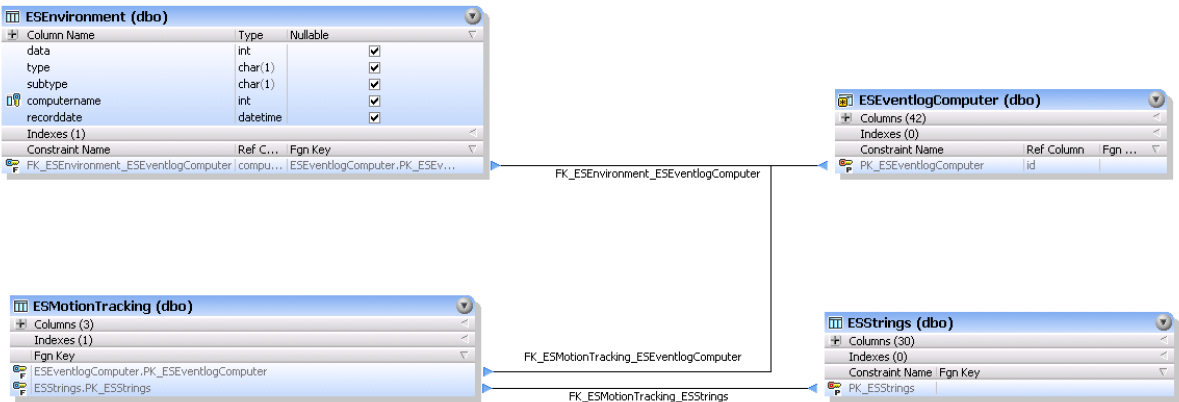 ESEnvironment (dbo)
Column Name Type Nullable
data int
type char(1)
subtype char(1)
computername int
recorddate datetime
Indexes (1)
Constraint Name Ref C... Fgn Key
FK_ESEnvironment_ESEventlogComputer compu... ESEventlogComputer.PK_ESEv...
FK_ESEnvironment_ESEventlogComputer
ESEventlogComputer (dbo)
Columns (42)
Indexes (0)
Constraint Name Ref Column Fgn ...
PK_ESEventlogComputer id
ESMotionTracking (dbo)
Columns (3)
Indexes (1)
Fgn Key
ESEventlogComputer.PK_ESEventlogComputer
ESStrings.PK_ESStrings
FK_ESMotionTracking_ESEventlogComputer
FK_ESMotionTracking_ESStrings
ESStrings (dbo)
Columns (30)
Indexes (0)
Constraint Name Fgn Key
PK_ESStrings